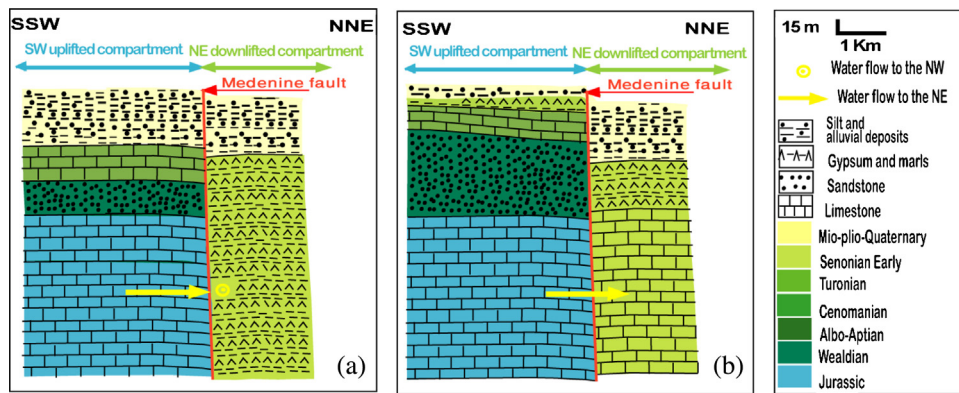 SSW NNE
SW uplifted compartment NE downlifted compartment
Medenine fault
(a)
SSW NNE
SW uplifted compartment NE downlifted compartment
Medenine fault
(b)
15 m
1 Km
Water flow to the NW
Water flow to the NE
Silt and
alluvial deposits
Gypsum and marls
Sandstone
Limestone
Mio-plio-Quaternary
Senonian Early
Turonian
Cenomanian
Albo-Aptian
Wealdian
Jurassic